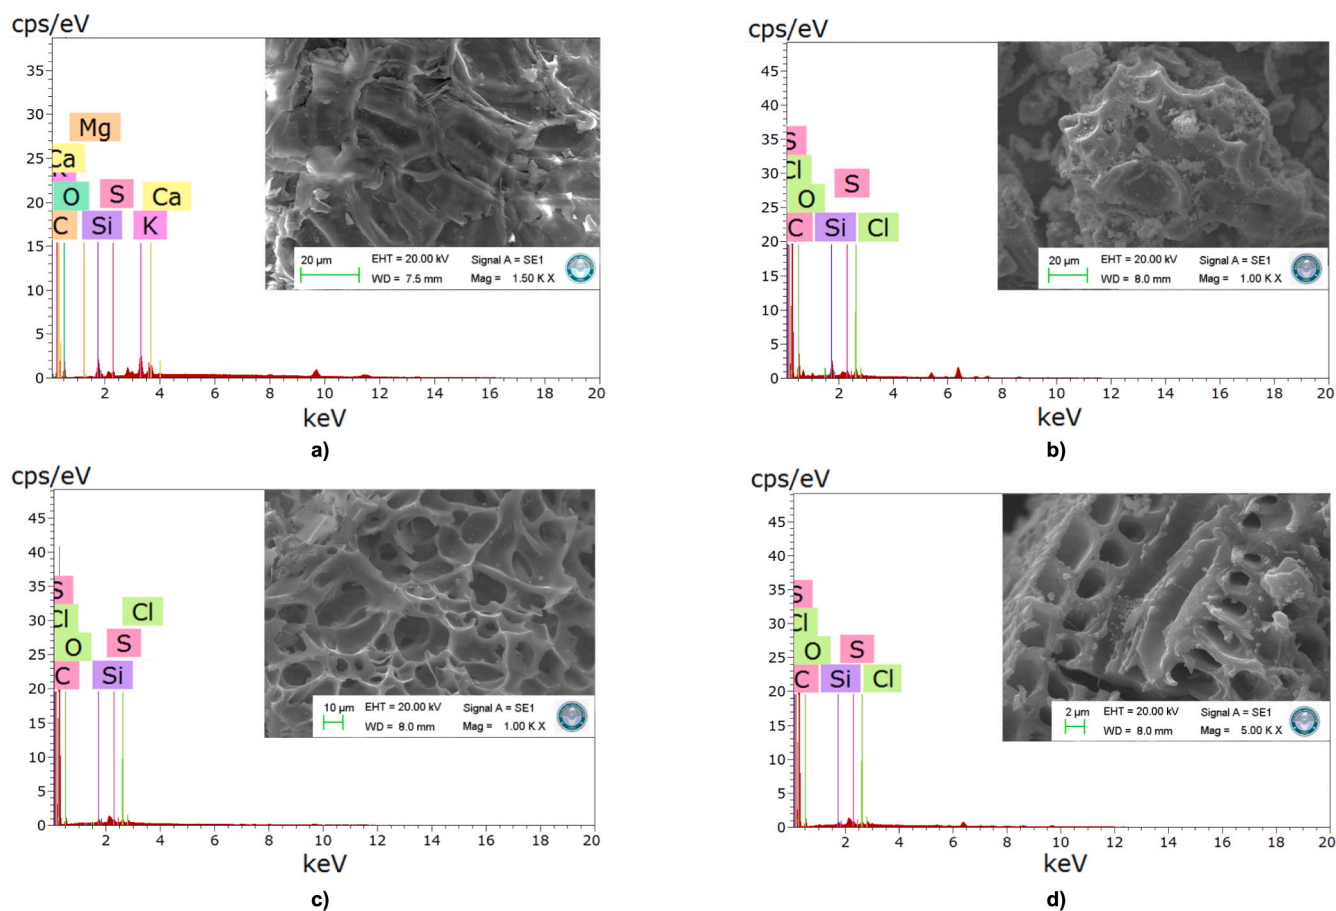 cps/eV
35
30
25
20
15
10
5
0
Mg
Ca
K
O
S
Ca
C
Si
K
20 µm
EHT = 20.00 kV
Signal A = SE1
WD = 7.5 mm
Mag = 1.50 K X
2 4 6 8 10 12 14 16 18 20
keV
a)
cps/eV
45
40
35
30
25
20
15
10
5
0
S
Cl
O
S
C
Si
Cl
20 µm
EHT = 20.00 kV
Signal A = SE1
WD = 8.0 mm
Mag = 1.00 K X
2 4 6 8 10 12 14 16 18 20
keV
b)
cps/eV
45
40
35
30
25
20
15
10
5
0
S
Cl
Cl
O
S
C
Si
10 µm
EHT = 20.00 kV
Signal A = SE1
WD = 8.0 mm
Mag = 1.00 K X
2 4 6 8 10 12 14 16 18 20
keV
c)
cps/eV
45
40
35
30
25
20
15
10
5
0
S
Cl
O
S
C
Si
Cl
2 µm
EHT = 20.00 kV
Signal A = SE1
WD = 8.0 mm
Mag = 5.00 K X
2 4 6 8 10 12 14 16 18 20
keV
d)